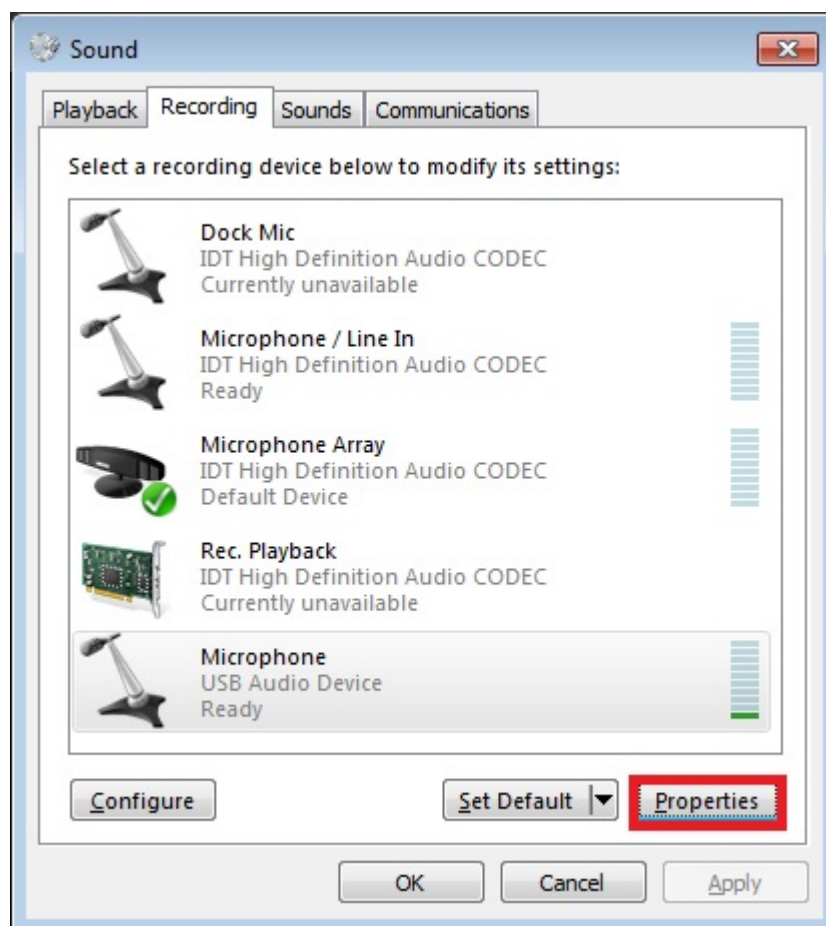 Sound
Playback Recording Sounds Communications
Select a recording device below to modify its settings:
Dock Mic
IDT High Definition Audio CODEC
Currently unavailable
Microphone / Line In
IDT High Definition Audio CODEC
Ready
Microphone Array
IDT High Definition Audio CODEC
Default Device
Rec. Playback
IDT High Definition Audio CODEC
Currently unavailable
Microphone
USB Audio Device
Ready
Configure Set Default Properties
OK Cancel Apply